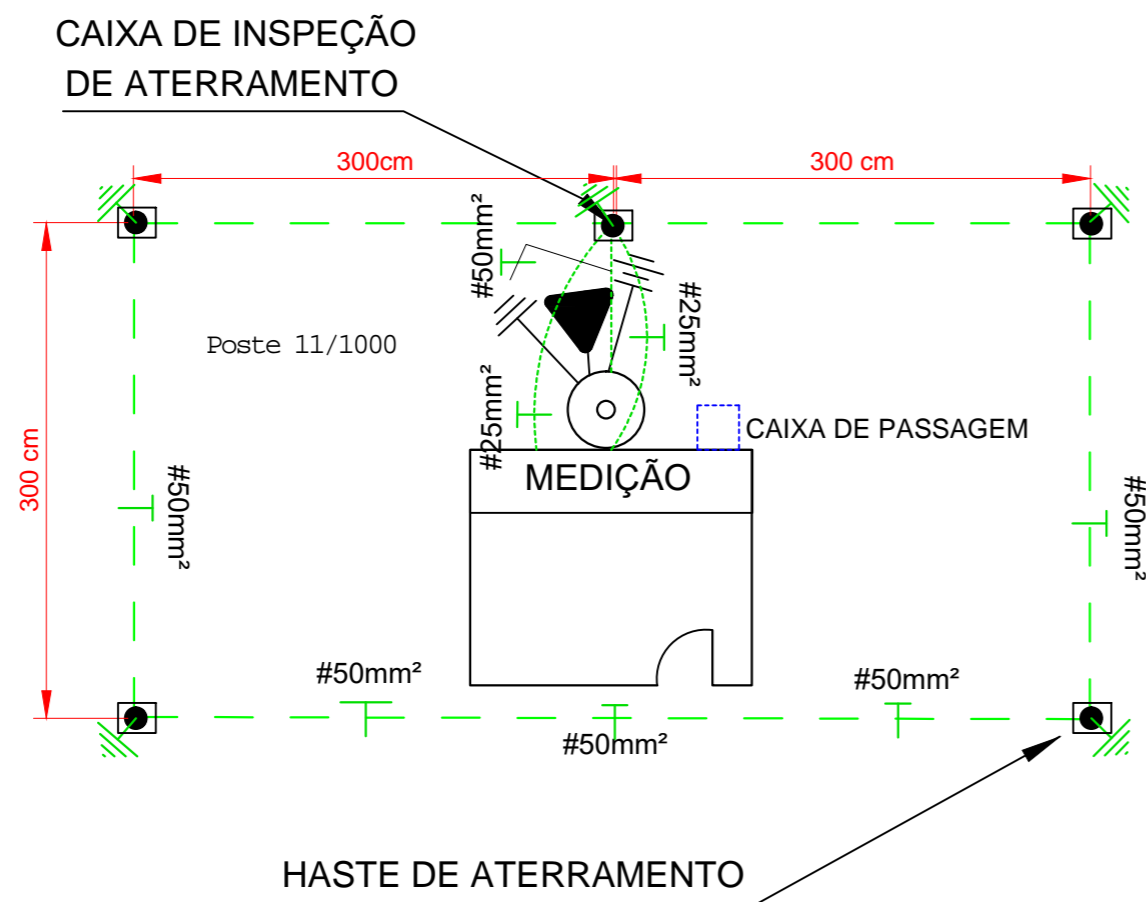 CAIXA DE INSPEÇÃO
DE ATERRAMENTO
300cm
300 cm
#50mm²
#25mm²
Poste 11/1000
#25mm²
CAIXA DE PASSAGEM
300 cm
MEDIÇÃO
#50mm²
#50mm²
#50mm²
#50mm²
#50mm²
HASTE DE ATERRAMENTO